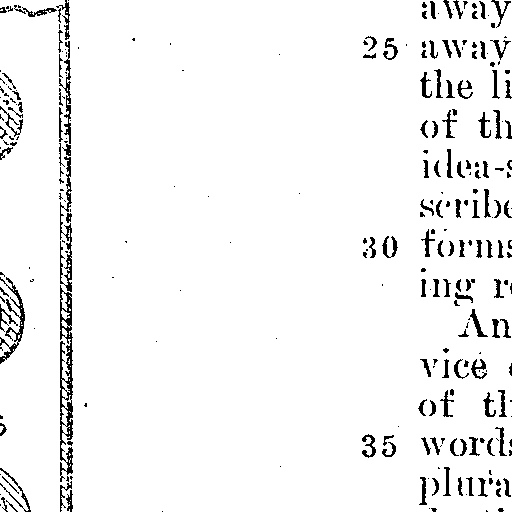 away
25 away
the li
of th
idea-s
scribe
30 forms
ing re
An
vice
of th
35 words
plura